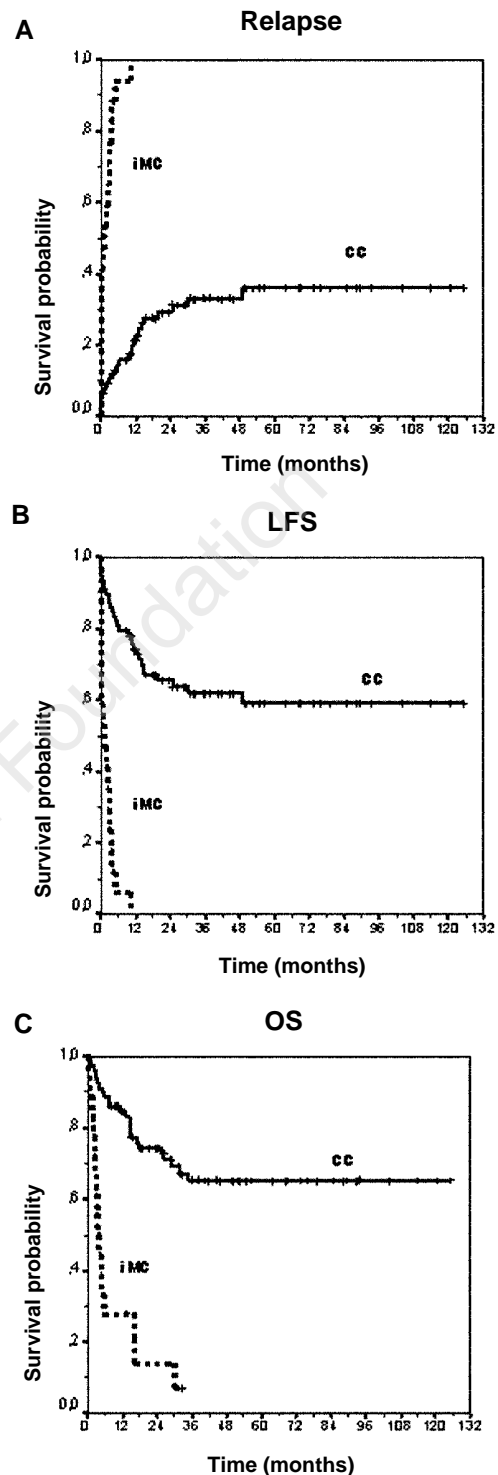 A
Relapse
1,0
,8
,6
,4
,2
0,0
Survival probability
iMC
cc
0 12 24 36 48 60 72 84 96 108 120 132
Time (months)
B
LFS
1,0
,8
,6
,4
,2
0,0
Survival probability
cc
iMC
0 12 24 36 48 60 72 84 96 108 120 132
Time (months)
C
OS
1,0
,8
,6
,4
,2
0,0
Survival probability
cc
iMC
0 12 24 36 48 60 72 84 96 108 120 132
Time (months)
Foundation